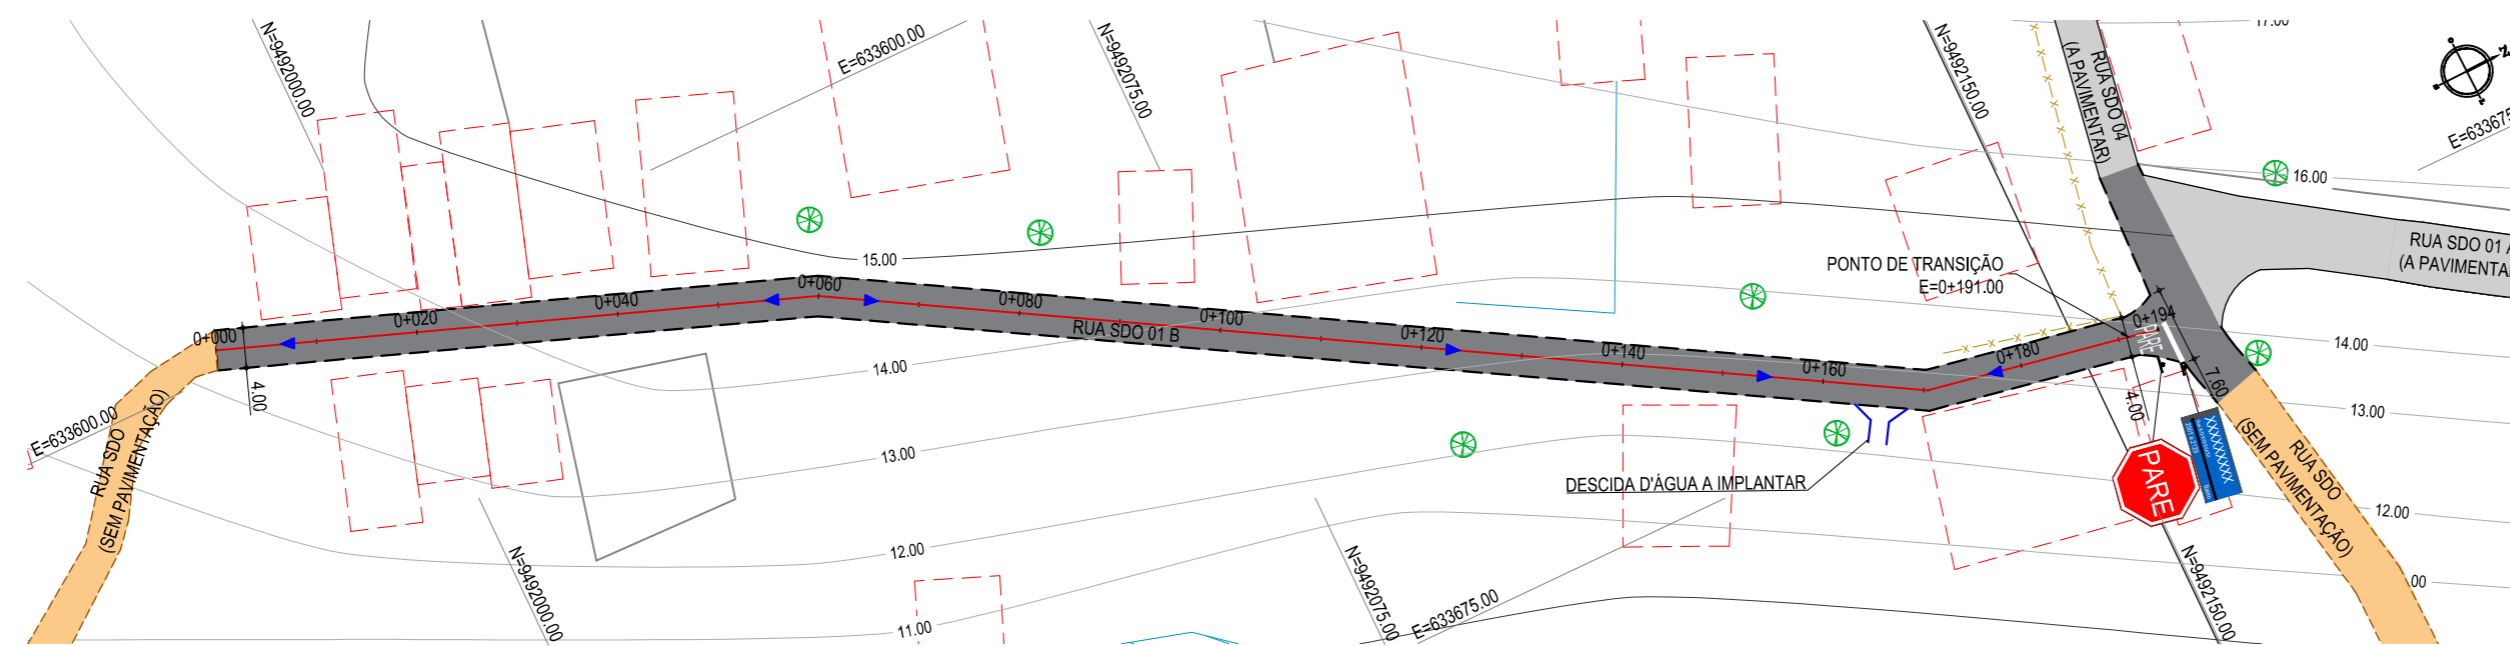 N=9492000.00
E=633600.00
N=9492075.00
N=9492150.00
17.00
RUA SDO 04
(A PAVIMENTAR)
N
E=633675
16.00
RUA SDO 01 A
(A PAVIMENTA
15.00
PONTO DE TRANSIÇÃO
E=0+191.00
0+000
0+020
0+040
0+060
0+080
0+100
0+120
0+140
0+160
0+180
0+194
RUA SDO 01 B
PARE
4.00
4.00
7.60
14.00
14.00
13.00
13.00
12.00
12.00
11.00
00
E=633600.00
RUA SDO
(SEM PAVIMENTAÇÃO)
DESCIDA D'ÁGUA A IMPLANTAR
PARE
XXXXXXXXX
RUA SDO
(SEM PAVIMENTAÇÃO)
N=9492000.00
N=9492075.00
E=633675.00
N=9492150.00